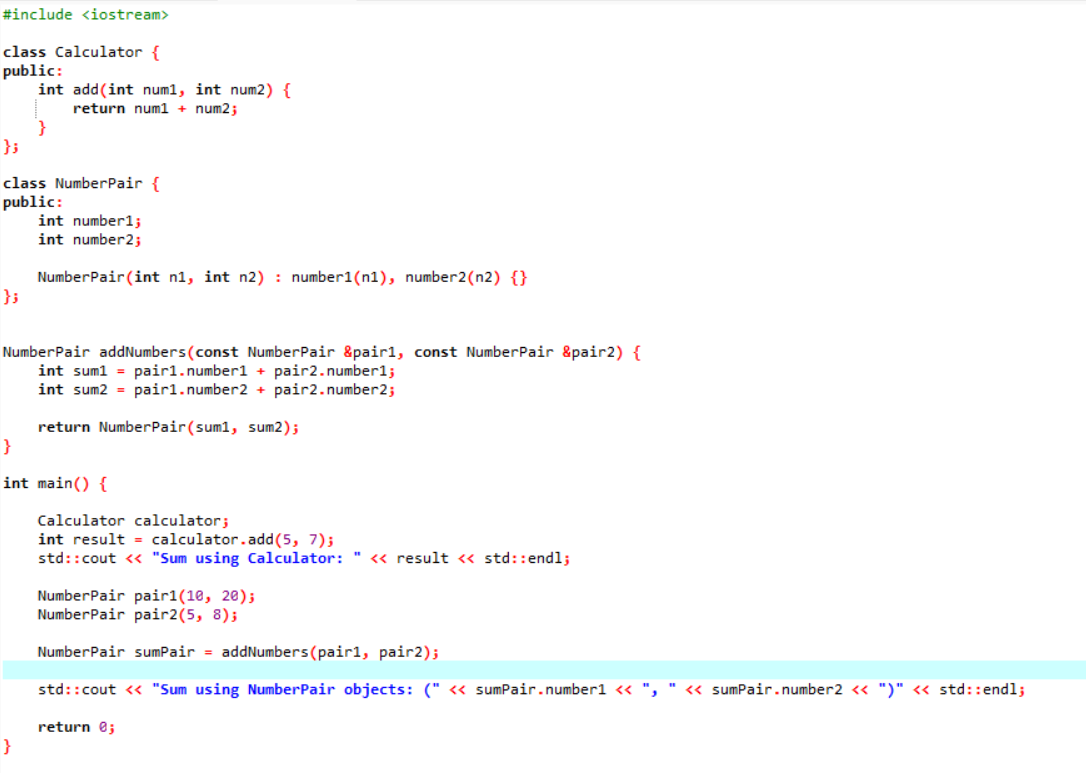 #include <iostream>
class Calculator {
public:
    int add(int num1, int num2) {
        return num1 + num2;
    }
};
class NumberPair {
public:
    int number1;
    int number2;
    NumberPair(int n1, int n2) : number1(n1), number2(n2) {}
};
NumberPair addNumbers(const NumberPair &pair1, const NumberPair &pair2) {
    int sum1 = pair1.number1 + pair2.number1;
    int sum2 = pair1.number2 + pair2.number2;
    return NumberPair(sum1, sum2);
}
int main() {
    Calculator calculator;
    int result = calculator.add(5, 7);
    std::cout << "Sum using Calculator: " << result << std::endl;
    NumberPair pair1(10, 20);
    NumberPair pair2(5, 8);
    NumberPair sumPair = addNumbers(pair1, pair2);
    std::cout << "Sum using NumberPair objects: (" << sumPair.number1 << ", " << sumPair.number2 << ")" << std::endl;
    return 0;
}